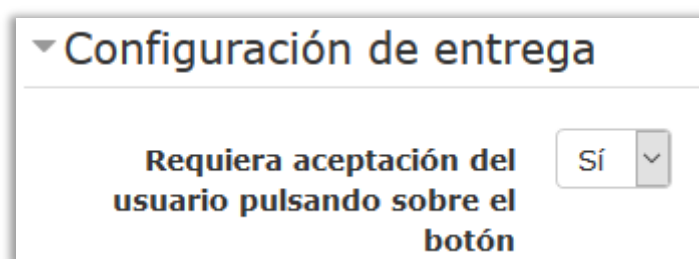 Configuración de entrega
Requiera aceptación del
usuario pulsando sobre el
botón
Sí